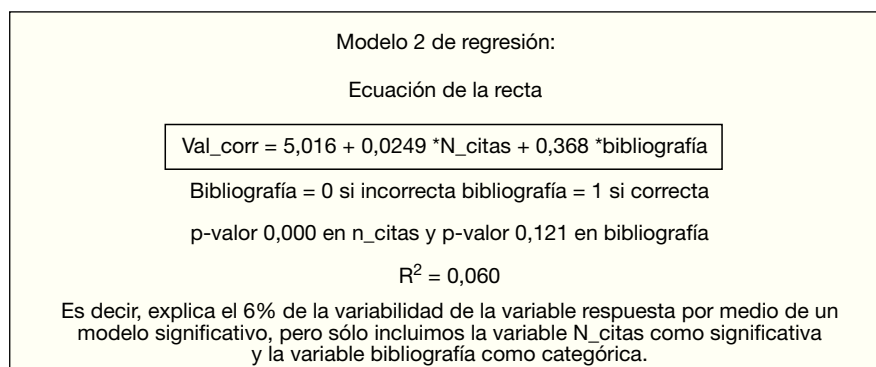 Modelo 2 de regresión:
Ecuación de la recta
Val_corr = 5,016 + 0,0249 *N_citas + 0,368 *bibliografía
Bibliografía = 0 si incorrecta bibliografía = 1 si correcta
p-valor 0,000 en n_citas y p-valor 0,121 en bibliografía
R² = 0,060
Es decir, explica el 6% de la variabilidad de la variable respuesta por medio de un
modelo significativo, pero sólo incluimos la variable N_citas como significativa
y la variable bibliografía como categórica.